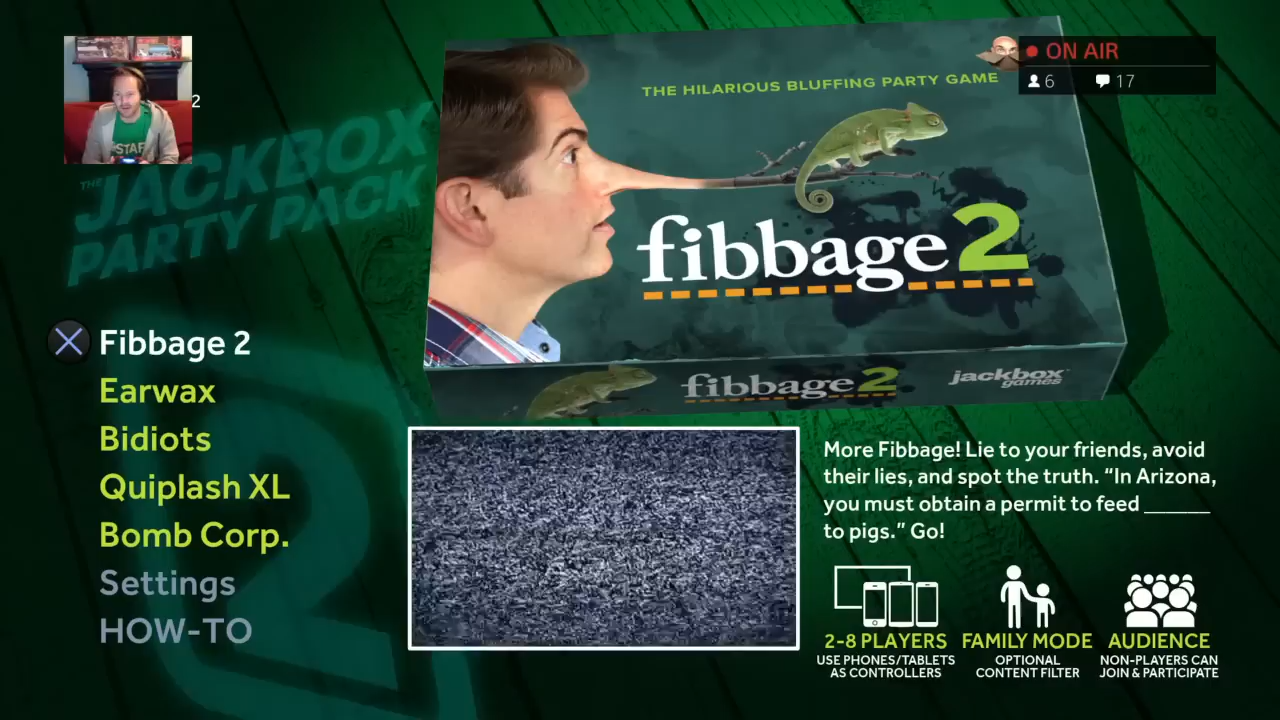 ON AIR
6 17
2
STAFF
THE HILARIOUS BLUFFING PARTY GAME
THE
JACKBOX
PARTY PACK
fibbage 2
fibbage 2
jackbox
games
Fibbage 2
Earwax
Bidiots
Quiplash XL
Bomb Corp.
Settings
HOW-TO
More Fibbage! Lie to your friends, avoid
their lies, and spot the truth. "In Arizona,
you must obtain a permit to feed ______
to pigs." Go!
2-8 PLAYERS
USE PHONES/TABLETS
AS CONTROLLERS
FAMILY MODE
OPTIONAL
CONTENT FILTER
AUDIENCE
NON-PLAYERS CAN
JOIN & PARTICIPATE